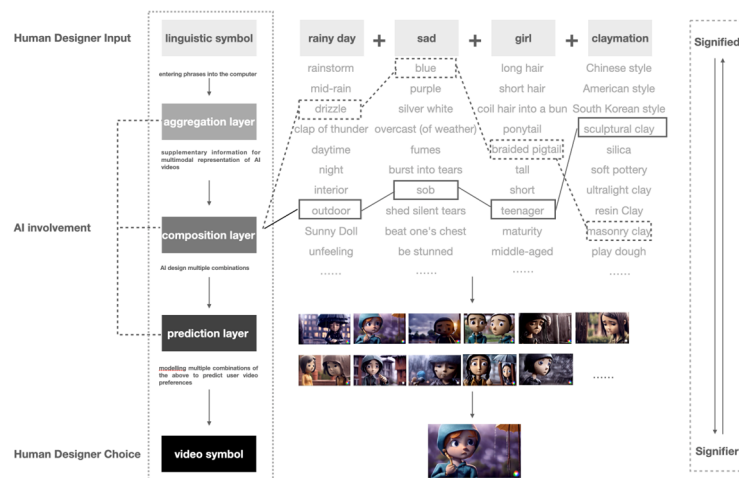 Human Designer Input
linguistic symbol
rainy day + sad + girl + claymation
Signified
entering phrases into the computer
aggregation layer
supplementary information for
multimodal representation of AI
videos
AI involvement
composition layer
AI design multiple combinations
prediction layer
modelling multiple combinations of
the above to predict user video
preferences
Human Designer Choice
video symbol
rainstorm
mid-rain
drizzle
clap of thunder
daytime
night
interior
outdoor
Sunny Doll
unfeeling
......
blue
purple
silver white
overcast (of weather)
fumes
burst into tears
sob
shed silent tears
beat one's chest
be stunned
......
long hair
short hair
coil hair into a bun
ponytail
braided pigtail
tall
short
teenager
maturity
middle-aged
......
Chinese style
American style
South Korean style
sculptural clay
silica
soft pottery
ultralight clay
resin Clay
masonry clay
play dough
......
......
Signifier